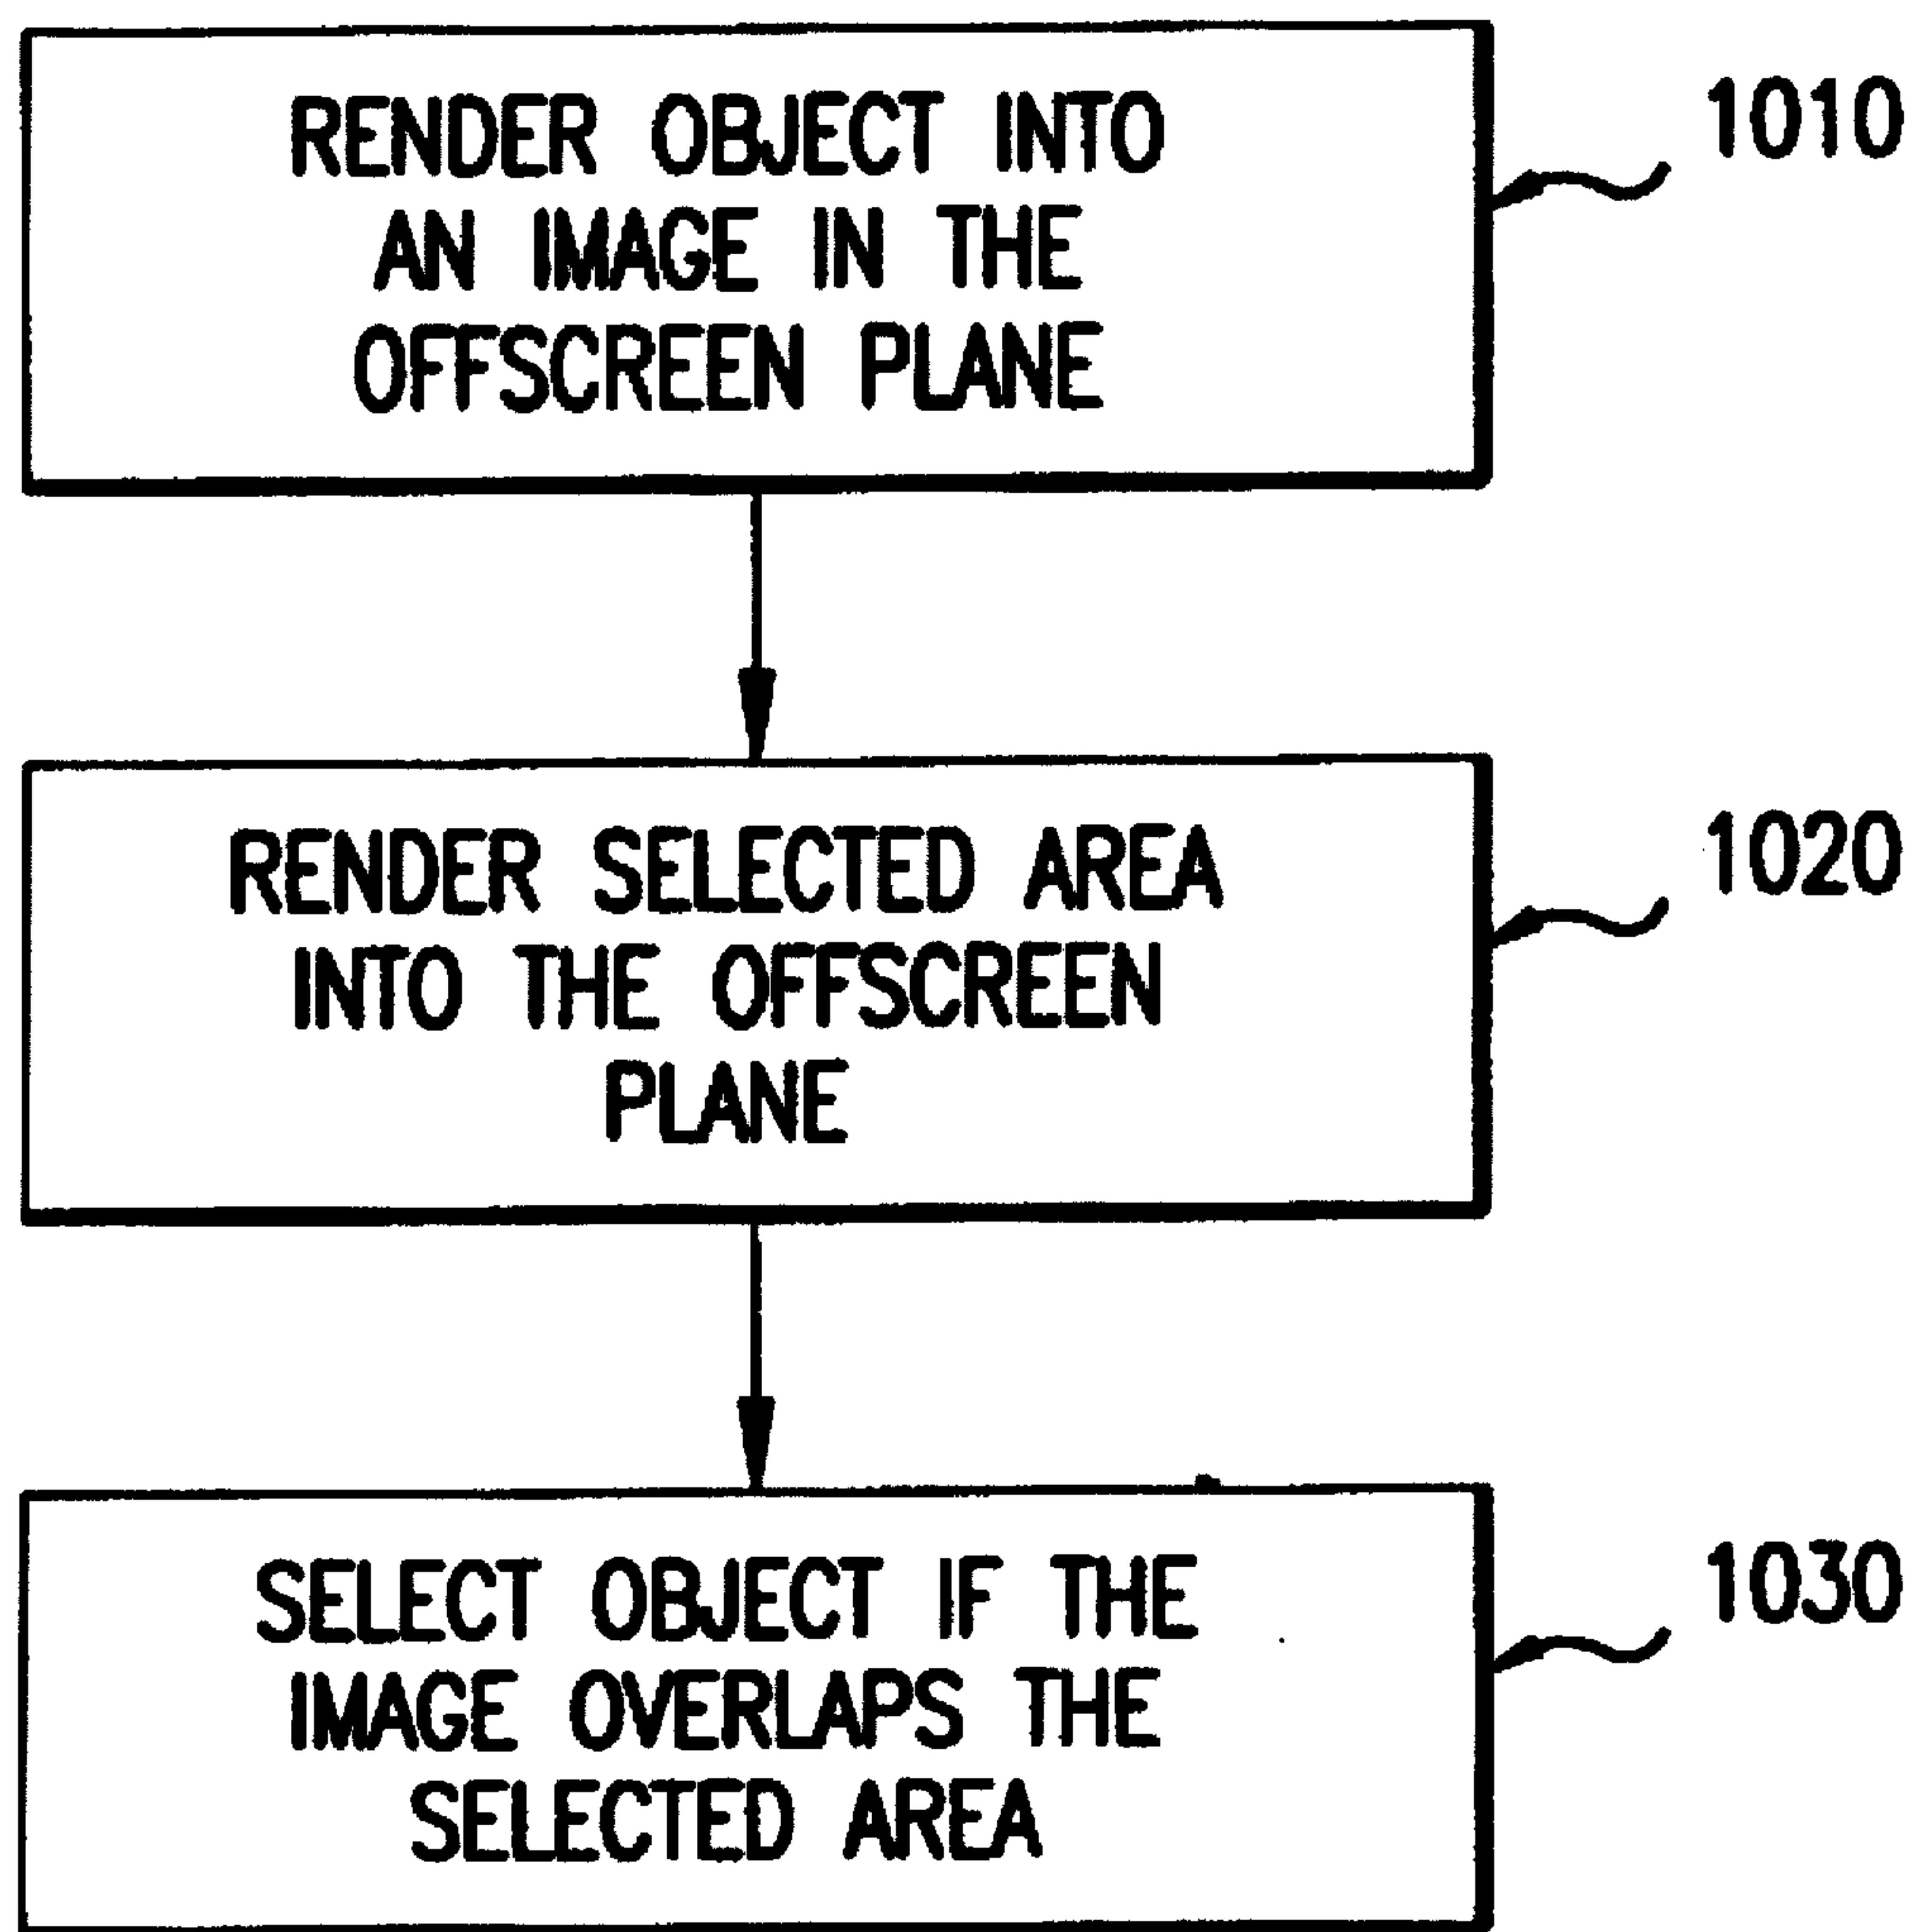 RENDER OBJECT INTO
AN IMAGE IN THE
OFFSCREEN PLANE
1010
RENDER SELECTED AREA
INTO THE OFFSCREEN
PLANE
1020
SELECT OBJECT IF THE
IMAGE OVERLAPS THE
SELECTED AREA
1030